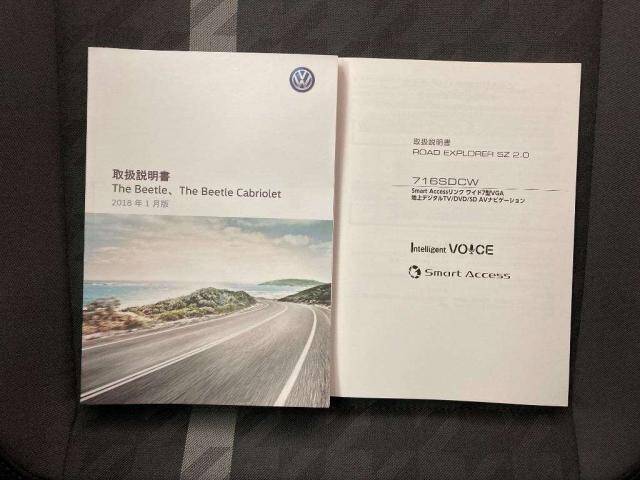 取扱説明書
The Beetle、The Beetle Cabriolet
2018 年 1 月版
取扱説明書
ROAD EXPLORER SZ 2.0
716SDCW
Smart Accessリンク ワイド7型VGA
地上デジタルTV/DVD/SD AVナビゲーション
Intelligent VOICE
Smart Access